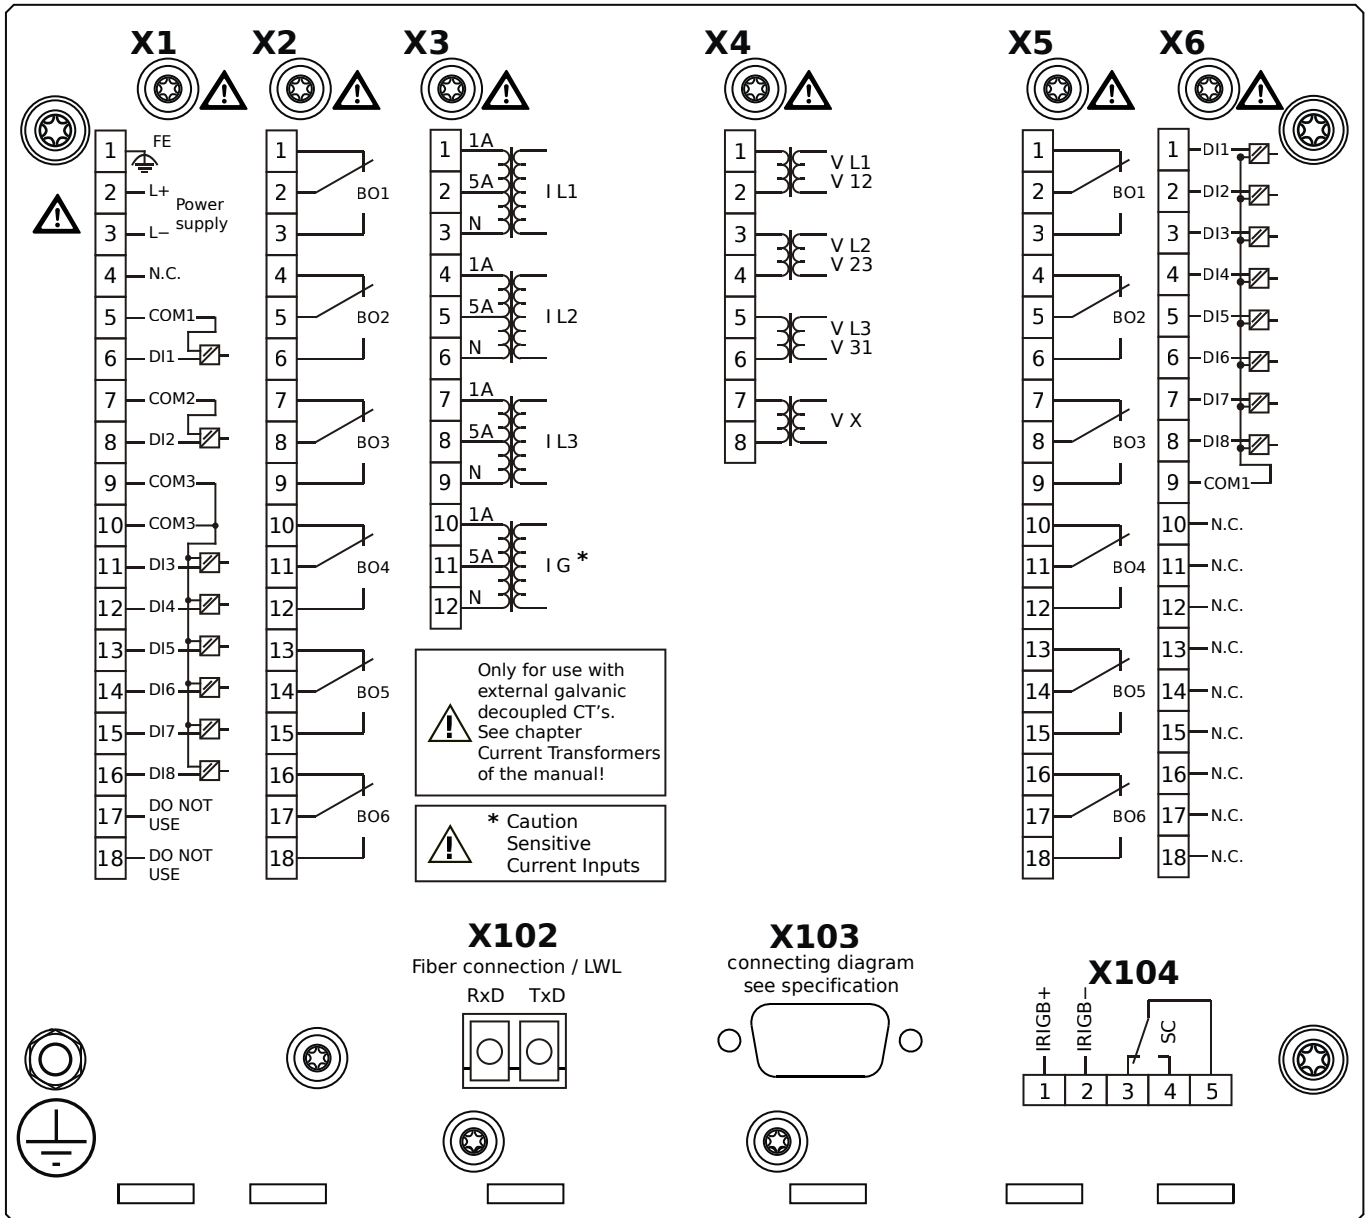 X1 X2 X3 X4 X5 X6
1 FE
2 L+
Power
supply
3 L−
4 N.C.
5 COM1
6 DI1
7 COM2
8 DI2
9 COM3
10 COM3
11 DI3
12 DI4
13 DI5
14 DI6
15 DI7
16 DI8
17 DO NOT
USE
18 DO NOT
USE
1
2 BO1
3
4
5 BO2
6
7
8 BO3
9
10
11 BO4
12
13
14 BO5
15
16
17 BO6
18
1 1A
2 5A I L1
3 N
4 1A
5 5A I L2
6 N
7 1A
8 5A I L3
9 N
10 1A
11 5A I G *
12 N
Only for use with
external galvanic
decoupled CT's.
See chapter
Current Transformers
of the manual!
* Caution
Sensitive
Current Inputs
1 V L1
2 V 12
3 V L2
4 V 23
5 V L3
6 V 31
7 V X
8
1
2 BO1
3
4
5 BO2
6
7
8 BO3
9
10
11 BO4
12
13
14 BO5
15
16
17 BO6
18
1 DI1
2 DI2
3 DI3
4 DI4
5 DI5
6 DI6
7 DI7
8 DI8
9 COM1
10 N.C.
11 N.C.
12 N.C.
13 N.C.
14 N.C.
15 N.C.
16 N.C.
17 N.C.
18 N.C.
X102
Fiber connection / LWL
RxD TxD
X103
connecting diagram
see specification
X104
IRIGB+ IRIGB− SC
1 2 3 4 5